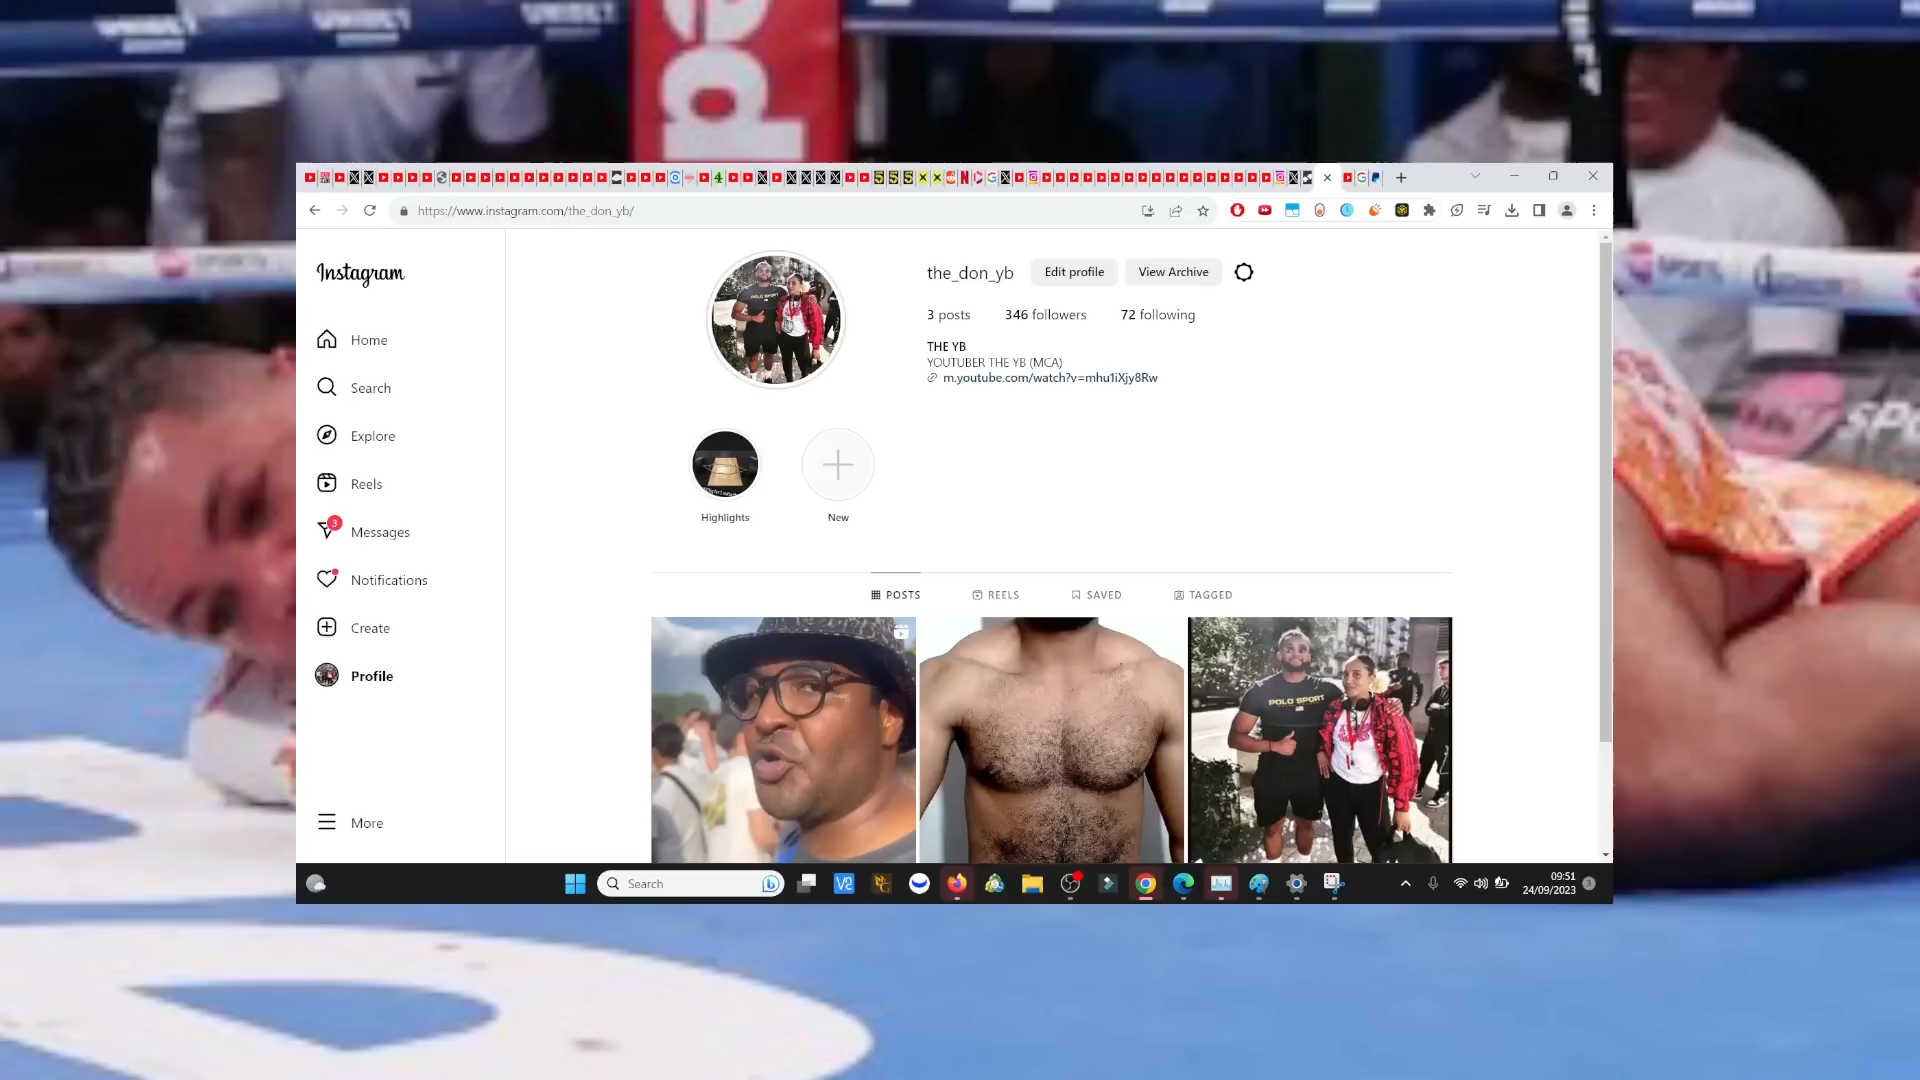 https://www.instagram.com/the_don_yb/
Instagram
the_don_yb
Edit profile
View Archive
3 posts
346 followers
72 following
THE YB
YOUTUBER THE YB (MCA)
m.youtube.com/watch?v=mhu1iXjy8Rw
Home
Search
Explore
Reels
3
Messages
Notifications
Create
Profile
More
Highlights
New
POSTS
REELS
SAVED
TAGGED
POLO SPORT
Search
09:51
24/09/2023
3